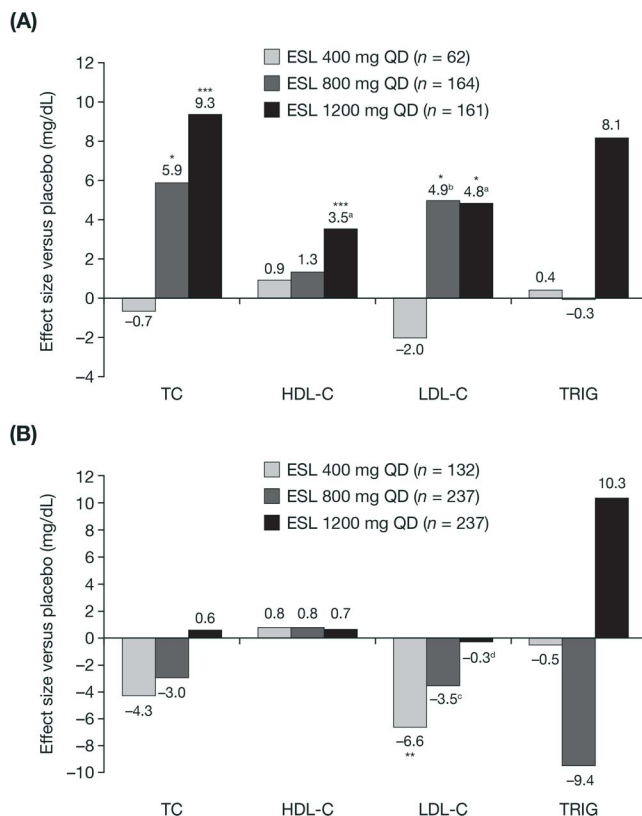 (A)
Effect size versus placebo (mg/dL)
12
10
8
6
4
2
0
−2
−4
ESL 400 mg QD (n = 62)
ESL 800 mg QD (n = 164)
ESL 1200 mg QD (n = 161)
−0.7
*
5.9
***
9.3
0.9
1.3
***
3.5ᵃ
−2.0
*
4.9ᵇ
*
4.8ᵃ
0.4
−0.3
8.1
TC HDL-C LDL-C TRIG
(B)
Effect size versus placebo (mg/dL)
12
10
8
6
4
2
0
−2
−4
−6
−8
−10
ESL 400 mg QD (n = 132)
ESL 800 mg QD (n = 237)
ESL 1200 mg QD (n = 237)
−4.3
−3.0
0.6
0.8
0.8
0.7
−6.6
**
−3.5ᶜ
−0.3ᵈ
−0.5
−9.4
10.3
TC HDL-C LDL-C TRIG